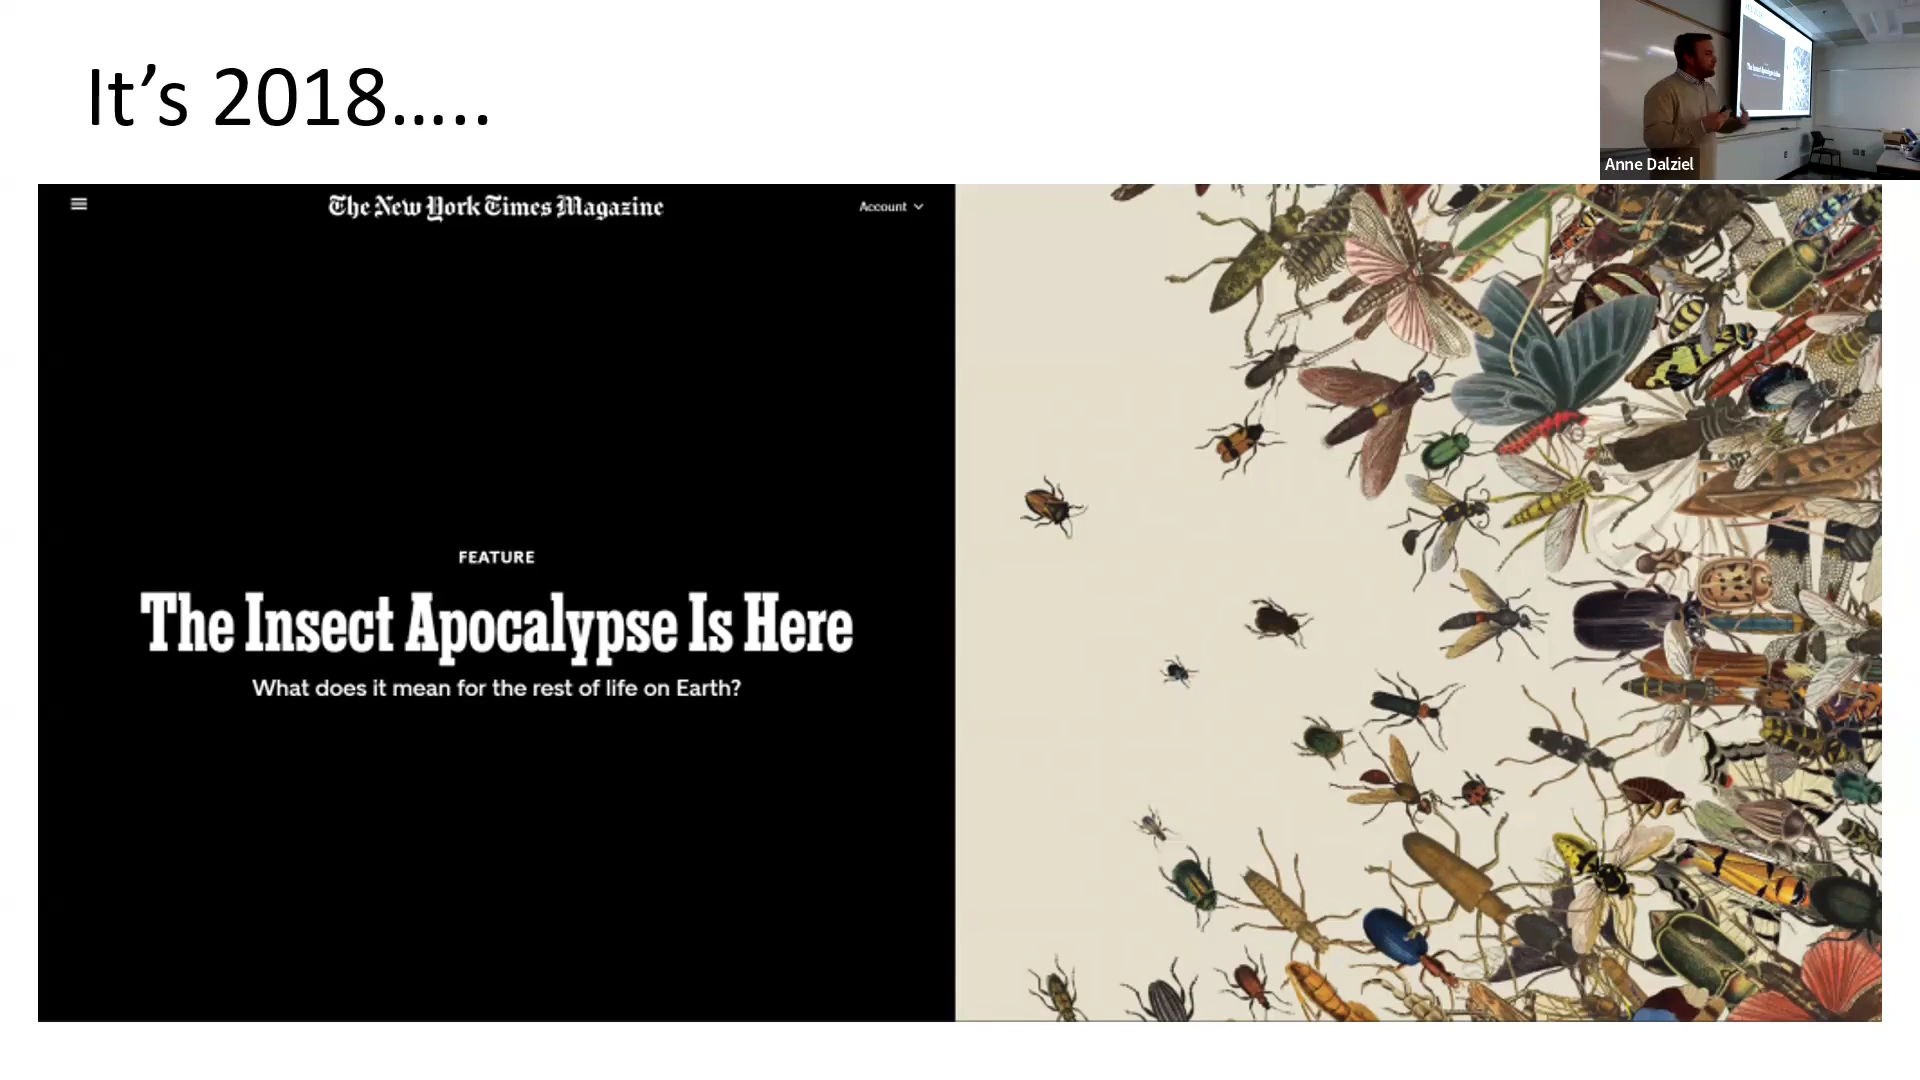 It’s 2018…..
Anne Dalziel
The New York Times Magazine
Account
FEATURE
The Insect Apocalypse Is Here
What does it mean for the rest of life on Earth?